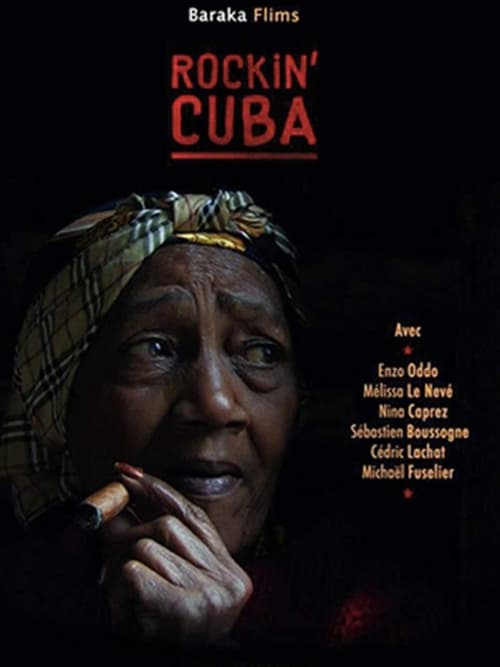 Baraka Flims
ROCKiN'
CUBA
Avec
Enzo Oddo
Mélissa Le Nevé
Nina Caprez
Sébastien Boussogne
Cédric Lachat
Michaël Fuselier